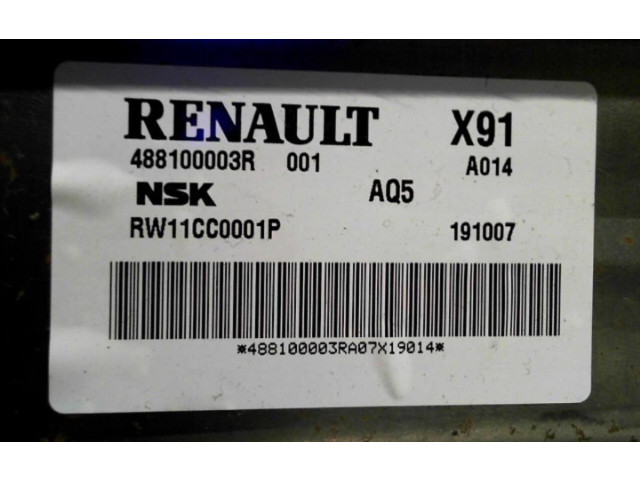 RENAULT X91
488100003R 001 A014
NSK AQ5
RW11CC0001P 191007
*488100003RA07X19014*